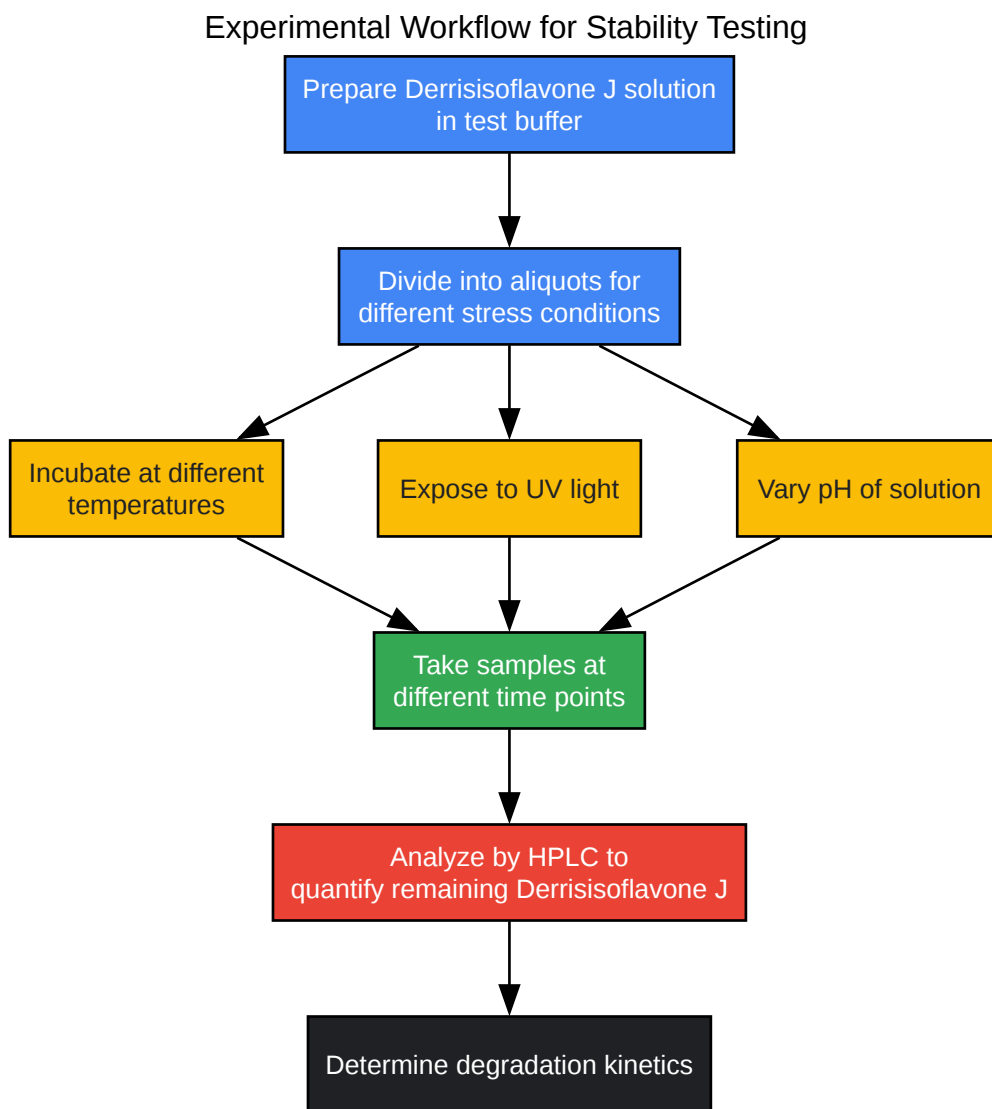 Experimental Workflow for Stability Testing
Prepare Derrisisoflavone J solution
in test buffer
Divide into aliquots for
different stress conditions
Incubate at different
temperatures
Expose to UV light
Vary pH of solution
Take samples at
different time points
Analyze by HPLC to
quantify remaining Derrisisoflavone J
Determine degradation kinetics